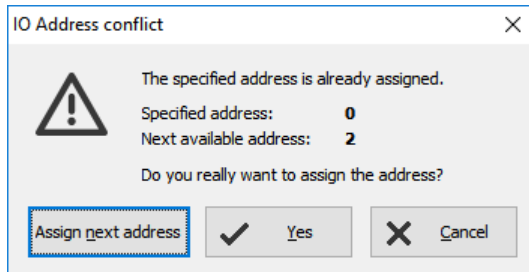 IO Address conflict
The specified address is already assigned.
Specified address: 0
Next available address: 2
Do you really want to assign the address?
Assign next address
Yes
Cancel